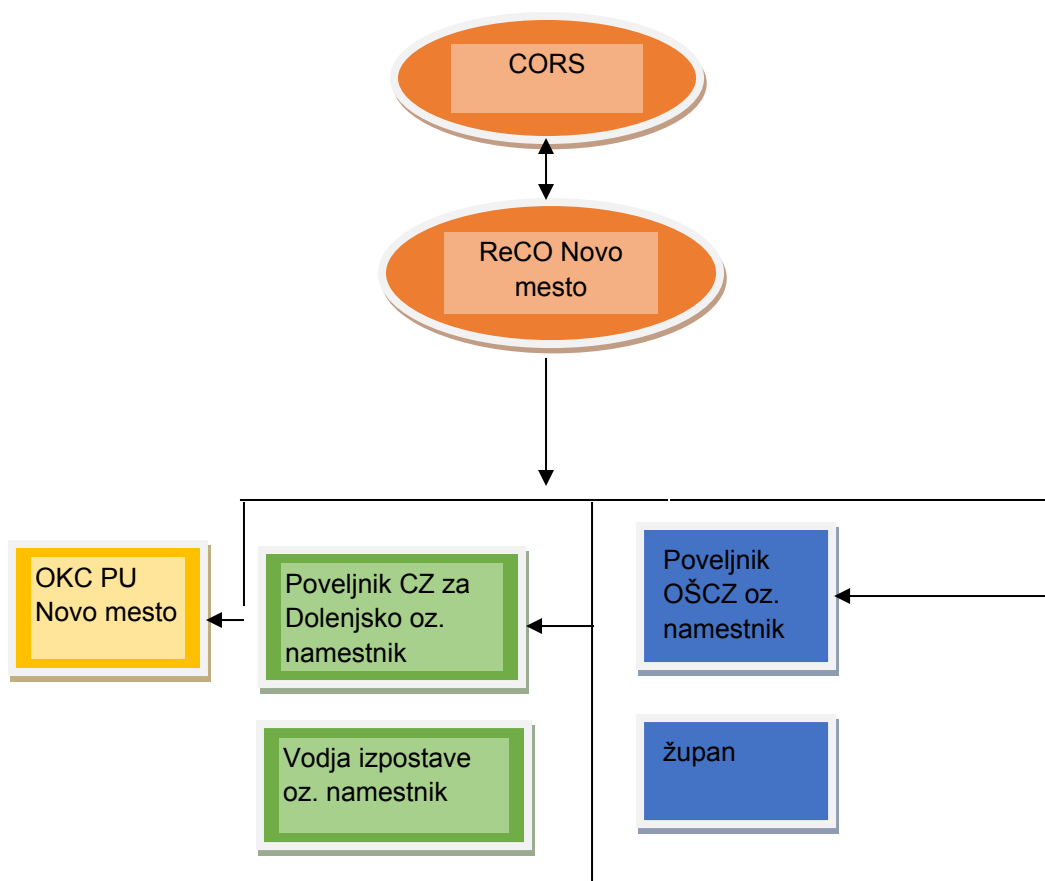 CORS
ReCO Novo
mesto
OKC PU
Novo mesto
Poveljnik CZ za
Dolenjsko oz.
namestnik
Poveljnik
OŠCZ oz.
namestnik
Vodja izpostave
oz. namestnik
župan